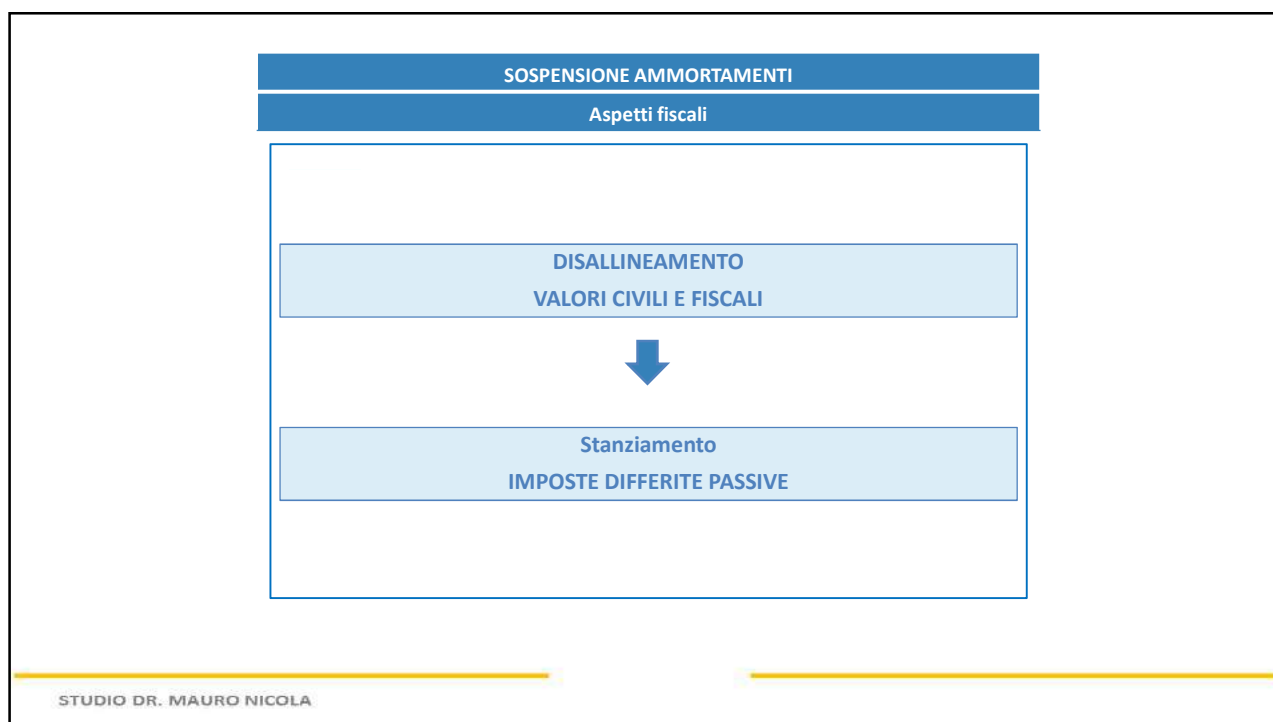 SOSPENSIONE AMMORTAMENTI
Aspetti fiscali
DISALLINEAMENTO
VALORI CIVILI E FISCALI
Stanziamento
IMPOSTE DIFFERITE PASSIVE
STUDIO DR. MAURO NICOLA